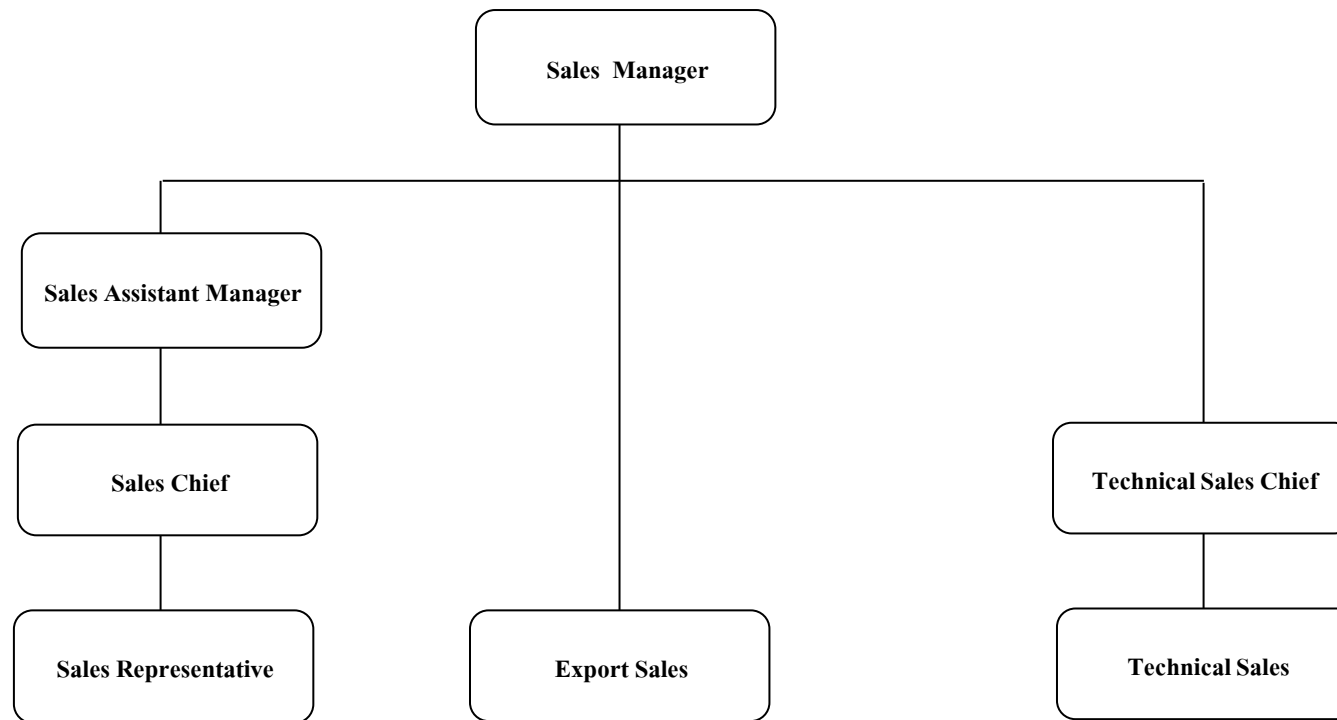 Sales  Manager
Sales Assistant Manager
Sales Chief
Technical Sales Chief
Sales Representative
Export Sales
Technical Sales